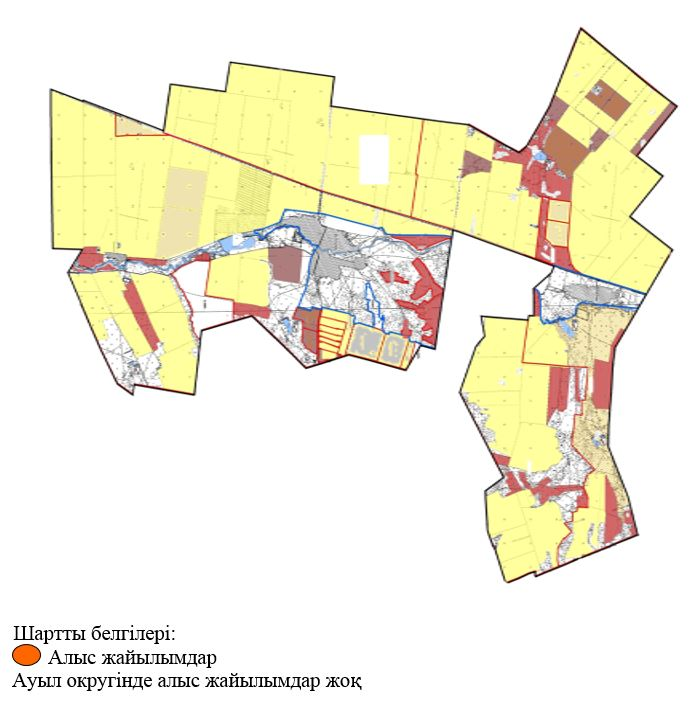 Шартты белгілері:
Алыс жайылымдар
Ауыл округінде алыс жайылымдар жоқ